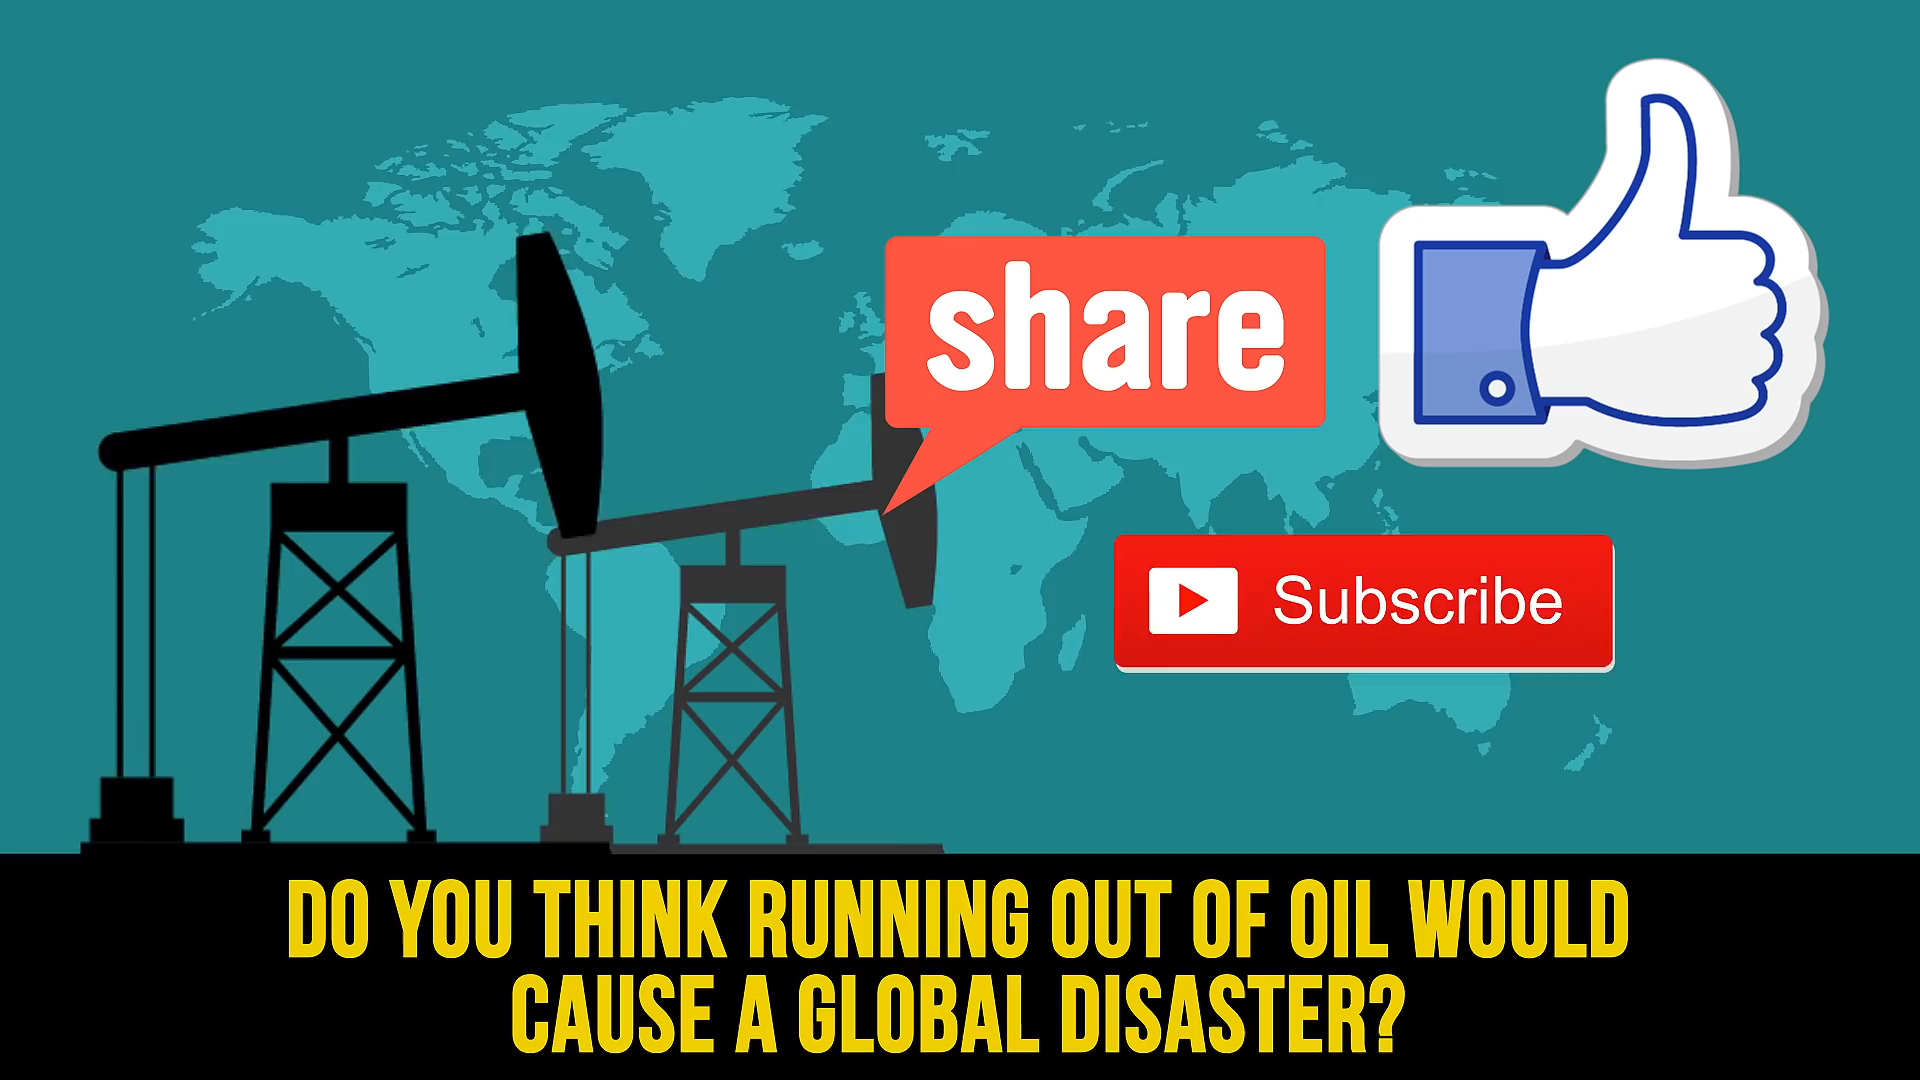 share
Subscribe
DO YOU THINK RUNNING OUT OF OIL WOULD
CAUSE A GLOBAL DISASTER?